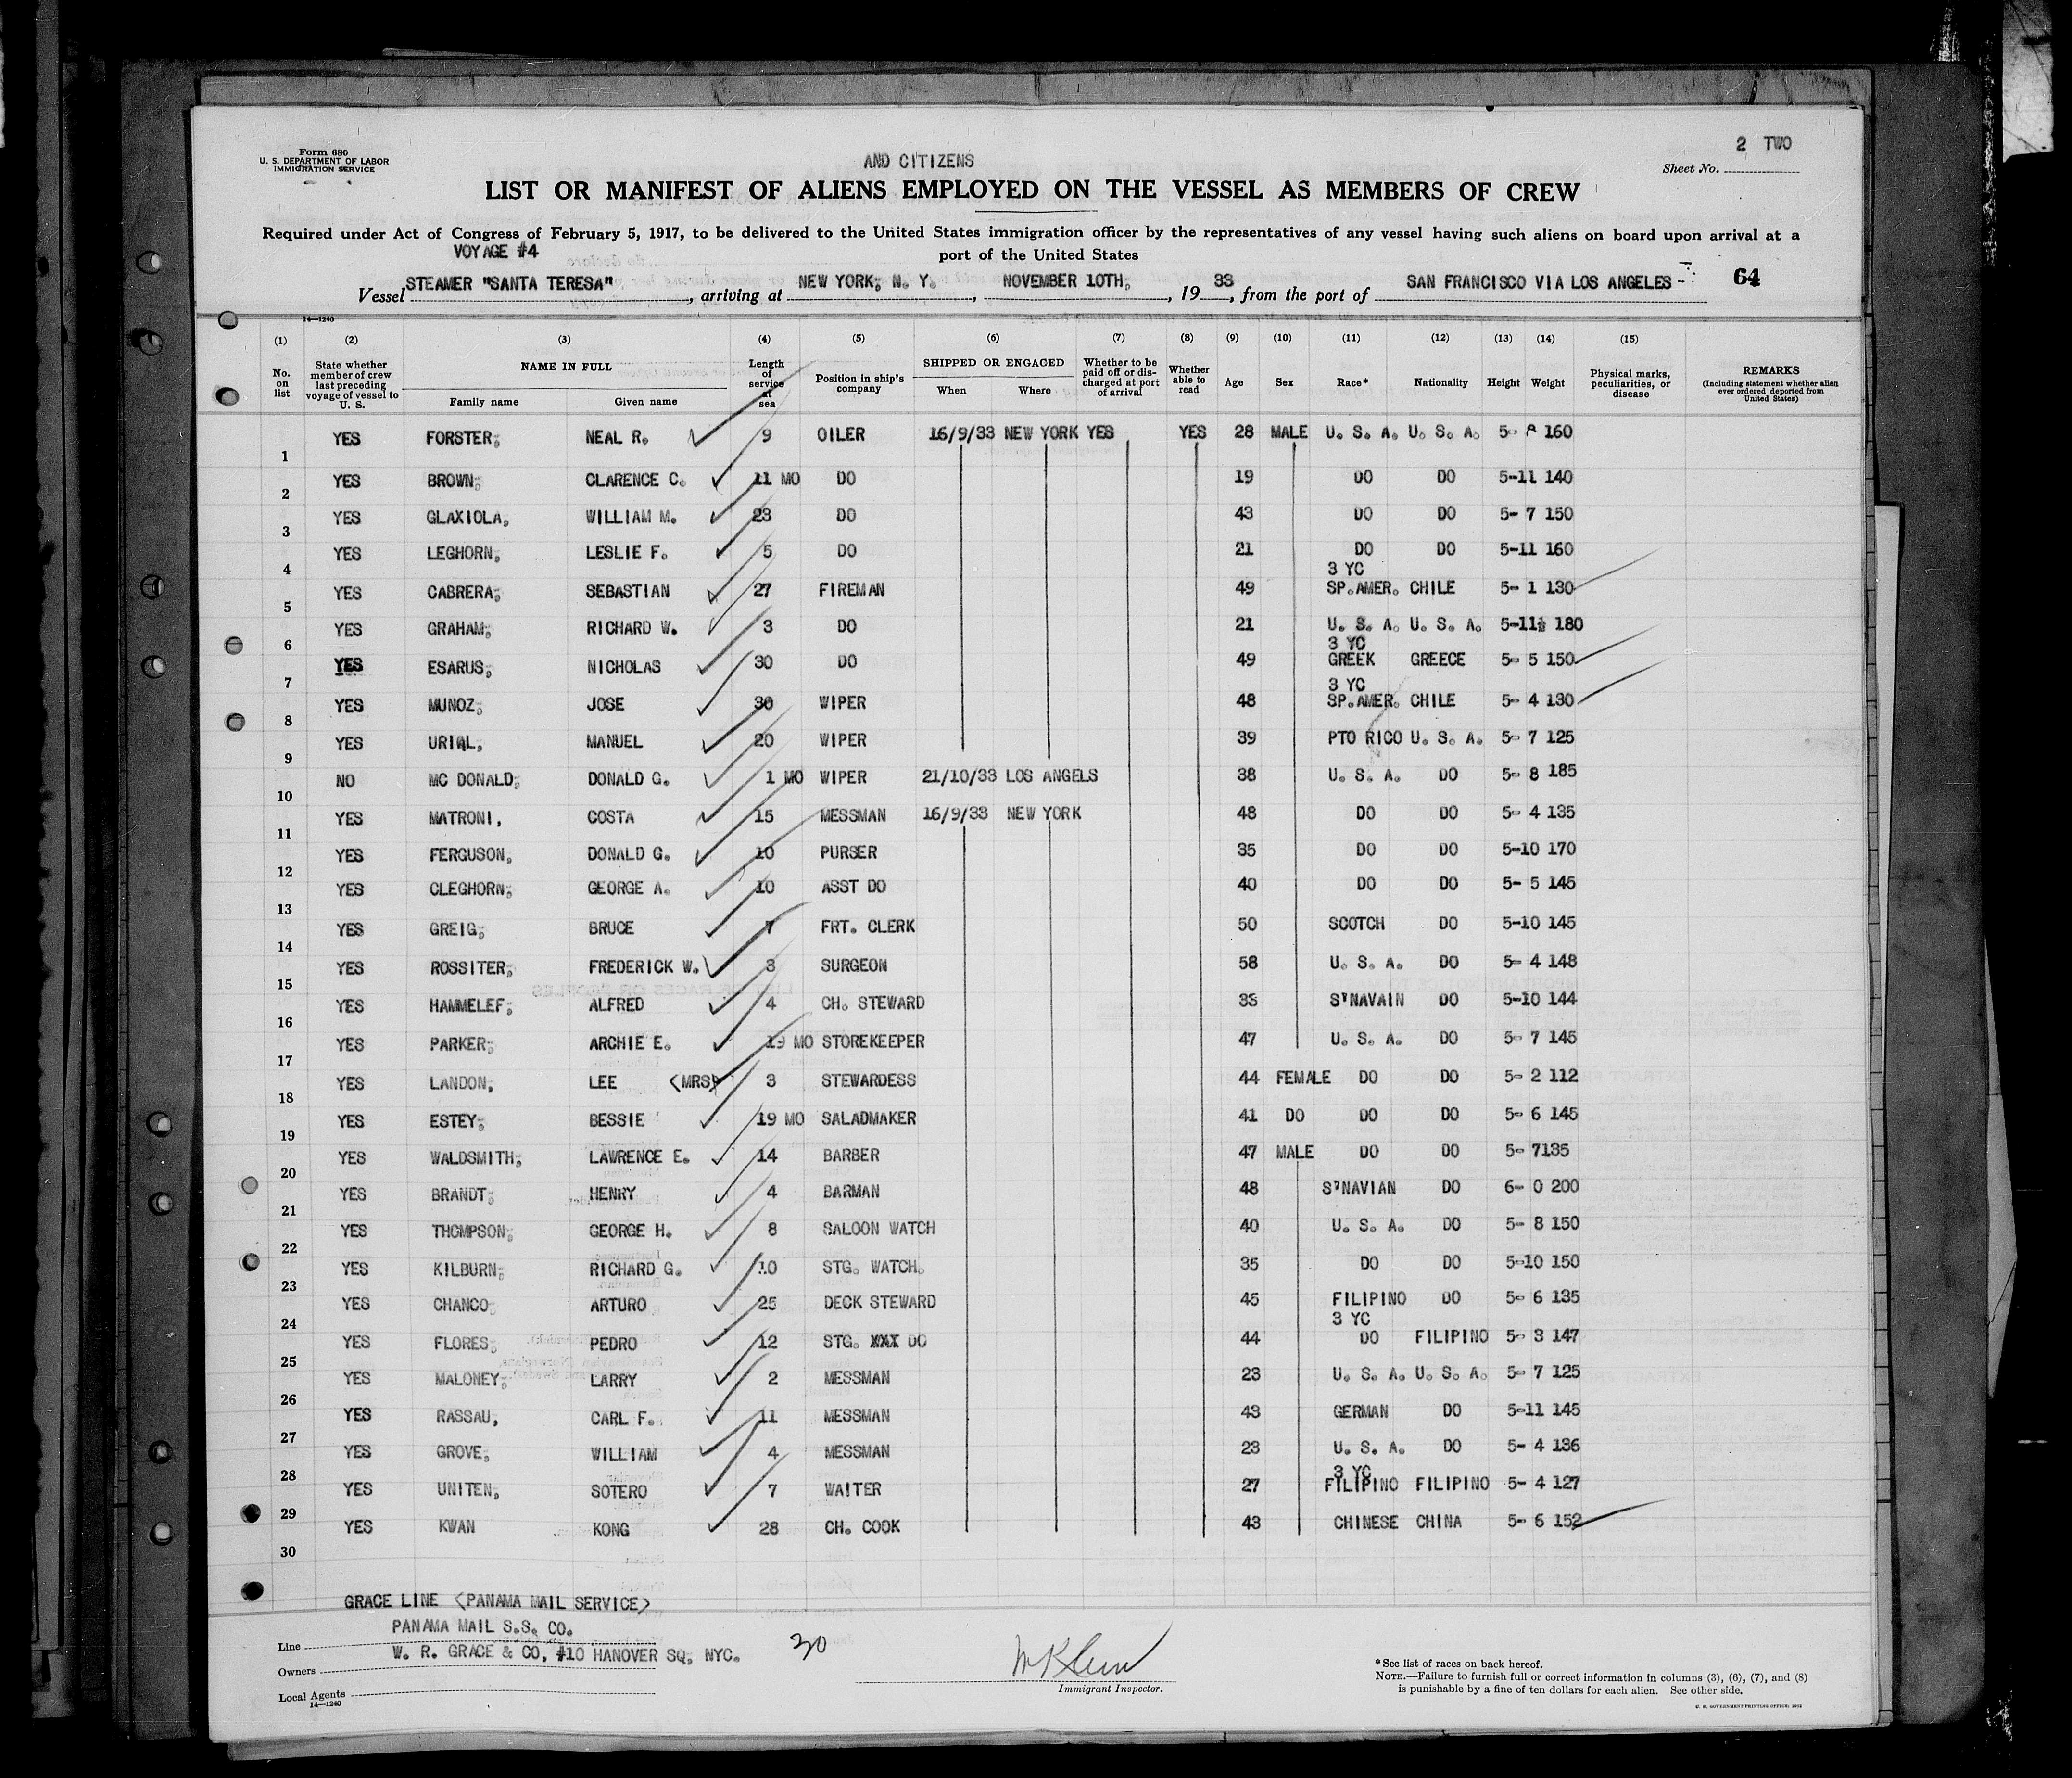 Form 680
U. S. DEPARTMENT OF LABOR
IMMIGRATION SERVICE
2 TWO
Sheet No.
AND CITIZENS
LIST OR MANIFEST OF ALIENS EMPLOYED ON THE VESSEL AS MEMBERS OF CREW
Required under Act of Congress of February 5, 1917, to be delivered to the United States immigration officer by the representatives of any vessel having such aliens on board upon arrival at a
port of the United States
VOYAGE #4
Vessel STEAMER "SANTA TERESA", arriving at NEW YORK, N. Y., NOVEMBER 10TH, 1933, from the port of SAN FRANCISCO VIA LOS ANGELES - 64
14—1240
(1) (2) (3) (4) (5) (6) (7) (8) (9) (10) (11) (12) (13) (14) (15)
No. on list State whether member of crew last preceding voyage of vessel to U. S. NAME IN FULL Family name Given name Length of service at sea Position in ship's company SHIPPED OR ENGAGED When Where Whether to be paid off or discharged at port of arrival Whether able to read Age Sex Race* Nationality Height Weight Physical marks, peculiarities, or disease REMARKS (Including statement whether alien ever ordered deported from United States)
1 YES FORSTER, NEAL R. 9 OILER 16/9/33 NEW YORK YES YES 28 MALE U. S. A. U. S. A. 5- 8 160
2 YES BROWN, CLARENCE C. 11 MO DO 19 DO DO 5-11 140
3 YES GLAXIOLA, WILLIAM M. 23 DO 43 DO DO 5- 7 150
4 YES LEGHORN, LESLIE F. 5 DO 21 DO DO 5-11 160
3 YC
5 YES CABRERA, SEBASTIAN 27 FIREMAN 49 SP.AMER. CHILE 5- 1 130
6 YES GRAHAM, RICHARD W. 3 DO 21 U. S. A. U. S. A. 5-11½ 180
3 YC
7 YES ESARUS, NICHOLAS 30 DO 49 GREEK GREECE 5- 5 150
3 YC
8 YES MUNOZ, JOSE 30 WIPER 48 SP.AMER. CHILE 5- 4 130
9 YES MANUEL 20 WIPER 39 PTO RICO U. S. A. 5- 7 125
10 NO MC DONALD, DONALD G. 1 MO WIPER 21/10/33 LOS ANGELS 38 U. S. A. DO 5- 8 185
11 YES MATRONI, COSTA 15 MESSMAN 16/9/33 NEW YORK 48 DO DO 5- 4 135
12 YES FERGUSON, DONALD G. 10 PURSER 35 DO DO 5-10 170
13 YES CLEGHORN, GEORGE A. 10 ASST DO 40 DO DO 5- 5 145
14 YES GREIG, BRUCE 7 FRT. CLERK 50 SCOTCH DO 5-10 145
15 YES ROSSITER, FREDERICK W. 3 SURGEON 58 U. S. A. DO 5- 4 148
16 YES HAMMELEF, ALFRED 4 CH. STEWARD 33 S'NAVAIN DO 5-10 144
17 YES PARKER, ARCHIE E. 19 MO STOREKEEPER 47 U. S. A. DO 5- 7 145
18 YES LANDON, LEE (MRS) 3 STEWARDESS 44 FEMALE DO DO 5- 2 112
19 YES ESTEY, BESSIE 19 MO SALADMAKER 41 DO DO DO 5- 6 145
20 YES WALDSMITH, LAWRENCE E. 14 BARBER 47 MALE DO DO 5- 7135
21 YES BRANDT, HENRY 4 BARMAN 48 S'NAVIAN DO 6- 0 200
22 YES THOMPSON, GEORGE H. 8 SALOON WATCH 40 U. S. A. DO 5- 8 150
23 YES KILBURN, RICHARD G. 10 STG. WATCH. 35 DO DO 5-10 150
24 YES CHANCO, ARTURO 25 DECK STEWARD 45 FILIPINO DO 5- 6 135
3 YC
25 YES FLORES, PEDRO 12 STG. XXX DO 44 DO FILIPINO 5- 3 147
26 YES MALONEY, LARRY 2 MESSMAN 23 U. S. A. U. S. A. 5- 7 125
27 YES RASSAU, CARL F. 11 MESSMAN 43 GERMAN DO 5-11 145
28 YES GROVE, WILLIAM 4 MESSMAN 23 U. S. A. DO 5- 4 136
3 YC
29 YES UNITEN, SOTERO 7 WAITER 27 FILIPINO FILIPINO 5- 4 127
30 YES KWAN KONG 28 CH. COOK 43 CHINESE CHINA 5- 6 152
GRACE LINE (PANAMA MAIL SERVICE)
PANAMA MAIL S.S. CO.
Line
W. R. GRACE & CO, #10 HANOVER SQ, NYC.
Owners
Local Agents
14—1240
30
Immigrant Inspector.
*See list of races on back hereof.
NOTE.—Failure to furnish full or correct information in columns (3), (6), (7), and (8)
is punishable by a fine of ten dollars for each alien. See other side.
U. S. GOVERNMENT PRINTING OFFICE: 1932